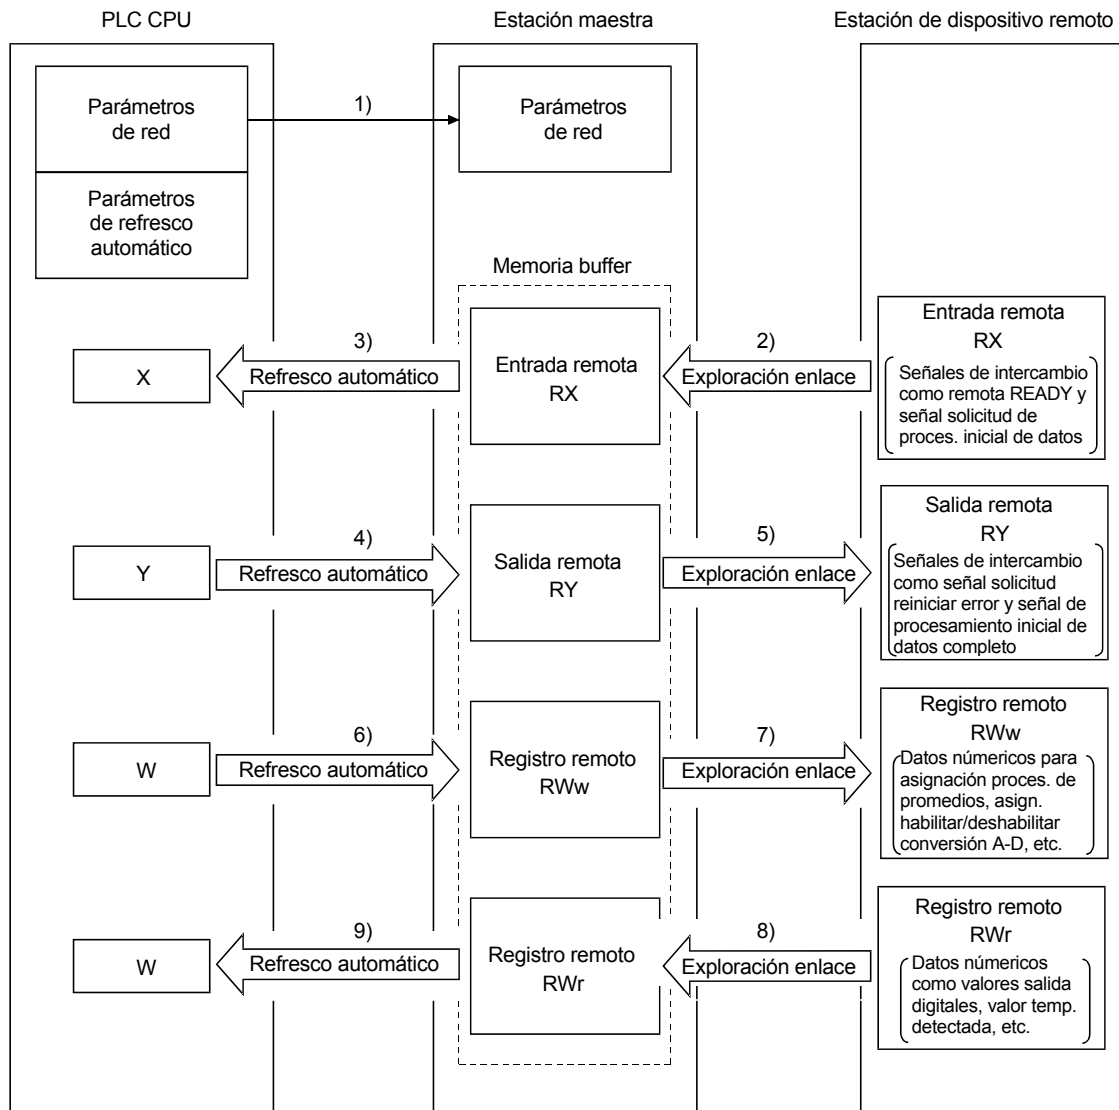 PLC CPU
Estación maestra
Estación de dispositivo remoto
Parámetros
de red
1)
Parámetros
de red
Parámetros
de refresco
automático
Memoria buffer
X
3)
Refresco automático
Entrada remota
RX
2)
Exploración enlace
Entrada remota
RX
Señales de intercambio
como remota READY y
señal solicitud de
proces. inicial de datos
Y
4)
Refresco automático
Salida remota
RY
5)
Exploración enlace
Salida remota
RY
Señales de intercambio
como señal solicitud
reiniciar error y señal de
procesamiento inicial de
datos completo
W
6)
Refresco automático
Registro remoto
RWw
7)
Exploración enlace
Registro remoto
RWw
Datos númericos para
asignación proces. de
promedios, asign.
habilitar/deshabilitar
conversión A-D, etc.
W
9)
Refresco automático
Registro remoto
RWr
8)
Exploración enlace
Registro remoto
RWr
Datos númericos
como valores salida
digitales, valor temp.
detectada, etc.